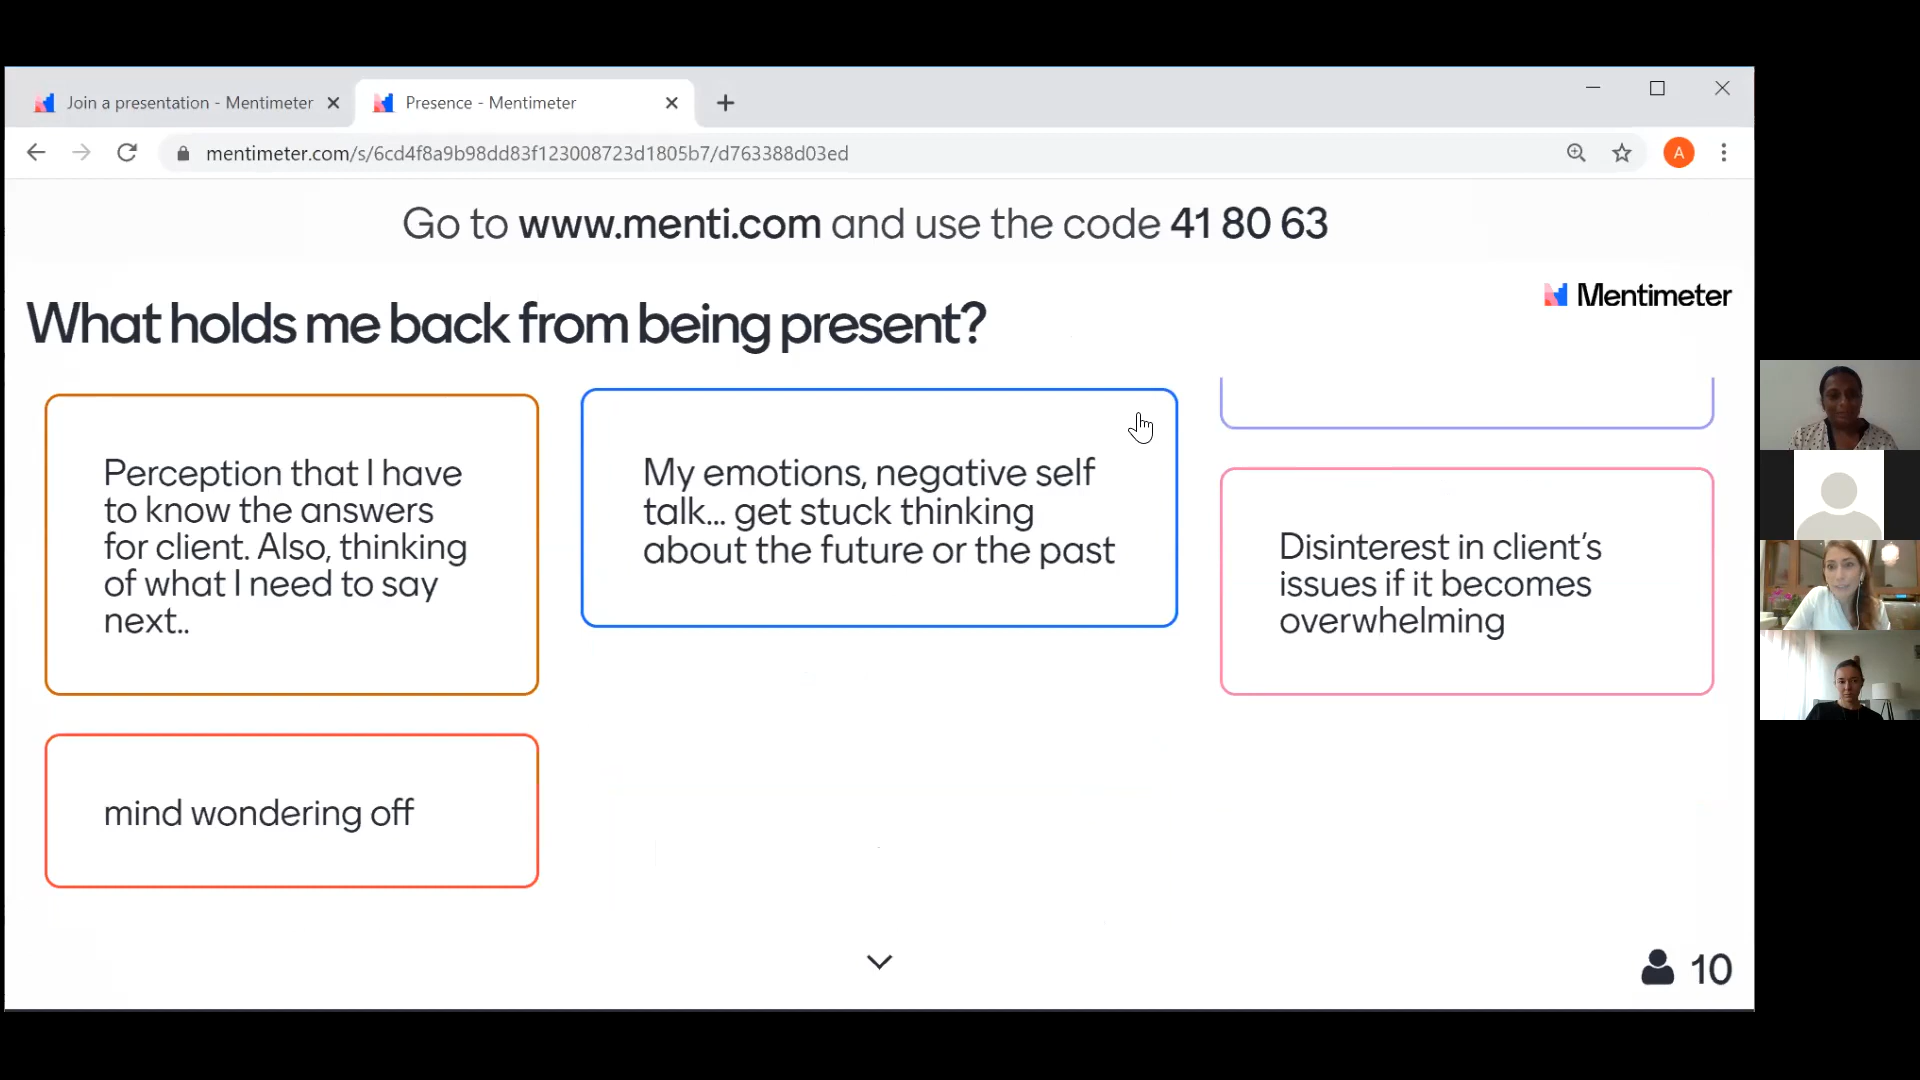 Join a presentation - Mentimeter
Presence - Mentimeter
mentimeter.com/s/6cd4f8a9b98dd83f123008723d1805b7/d763388d03ed
A
Go to www.menti.com and use the code 41 80 63
Mentimeter
What holds me back from being present?
Perception that I have
to know the answers
for client. Also, thinking
of what I need to say
next..
My emotions, negative self
talk... get stuck thinking
about the future or the past
Disinterest in client's
issues if it becomes
overwhelming
mind wondering off
10